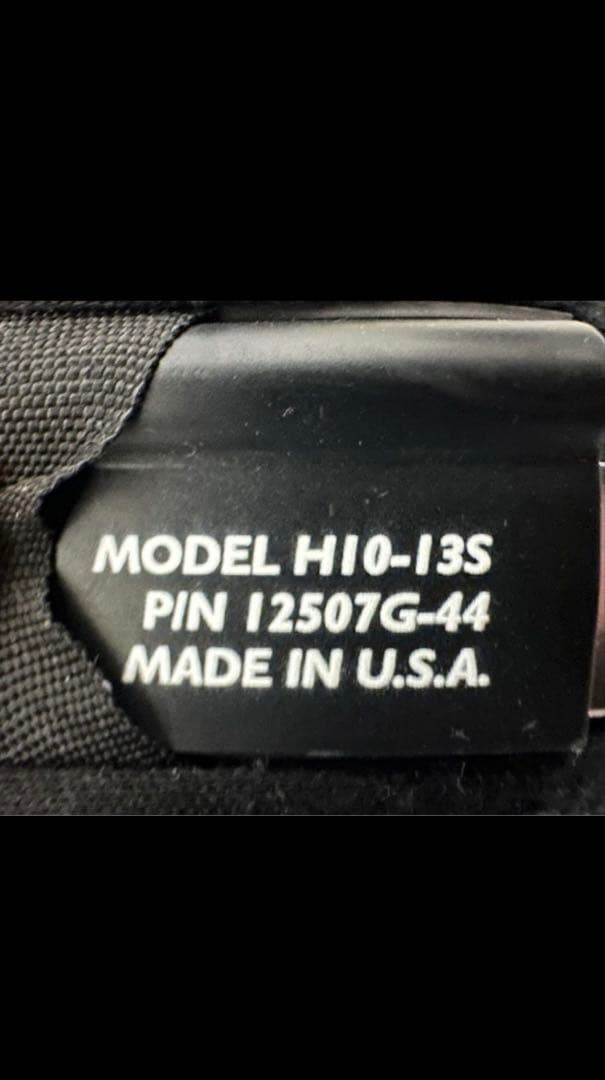 MODEL H10-13S
P/N 12507G-44
MADE IN U.S.A.